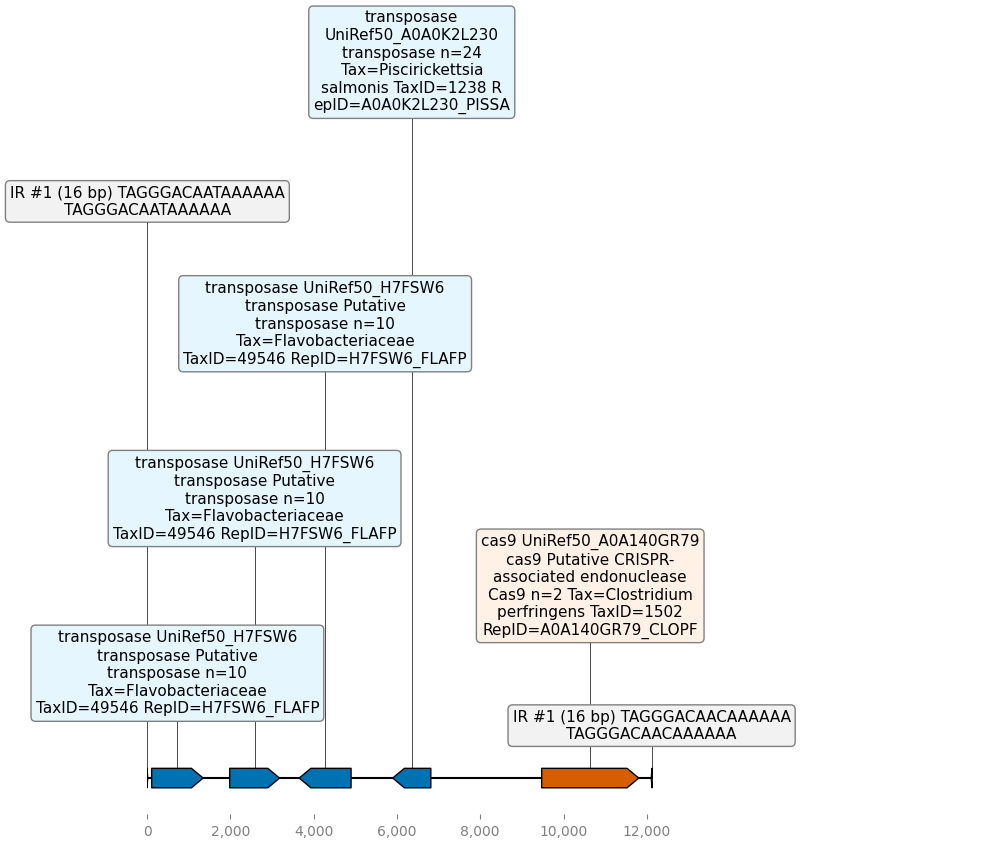 transposase
UniRef50_A0A0K2L230
transposase n=24
Tax=Piscirickettsia
salmonis TaxID=1238 R
epID=A0A0K2L230_PISSA
IR #1 (16 bp) TAGGGACAATAAAAAA
TAGGGACAATAAAAAA
transposase UniRef50_H7FSW6
transposase Putative
transposase n=10
Tax=Flavobacteriaceae
TaxID=49546 RepID=H7FSW6_FLAFP
transposase UniRef50_H7FSW6
transposase Putative
transposase n=10
Tax=Flavobacteriaceae
TaxID=49546 RepID=H7FSW6_FLAFP
cas9 UniRef50_A0A140GR79
cas9 Putative CRISPR-
associated endonuclease
Cas9 n=2 Tax=Clostridium
perfringens TaxID=1502
RepID=A0A140GR79_CLOPF
transposase UniRef50_H7FSW6
transposase Putative
transposase n=10
Tax=Flavobacteriaceae
TaxID=49546 RepID=H7FSW6_FLAFP
IR #1 (16 bp) TAGGGACAACAAAAAA
TAGGGACAACAAAAAA
0 2,000 4,000 6,000 8,000 10,000 12,000